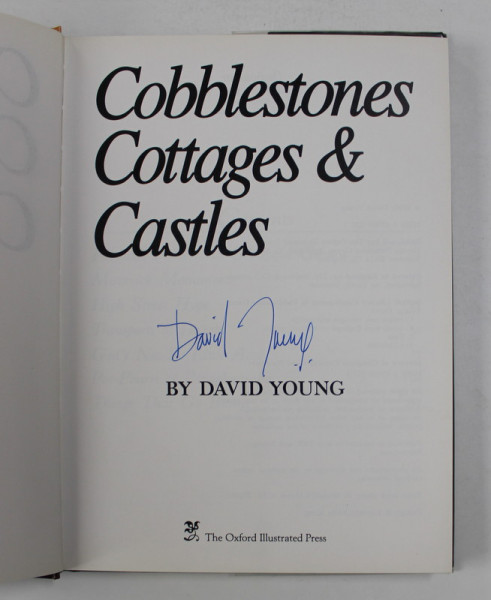 Cobblestones
Cottages &
Castles
David Young.
BY DAVID YOUNG
The Oxford Illustrated Press